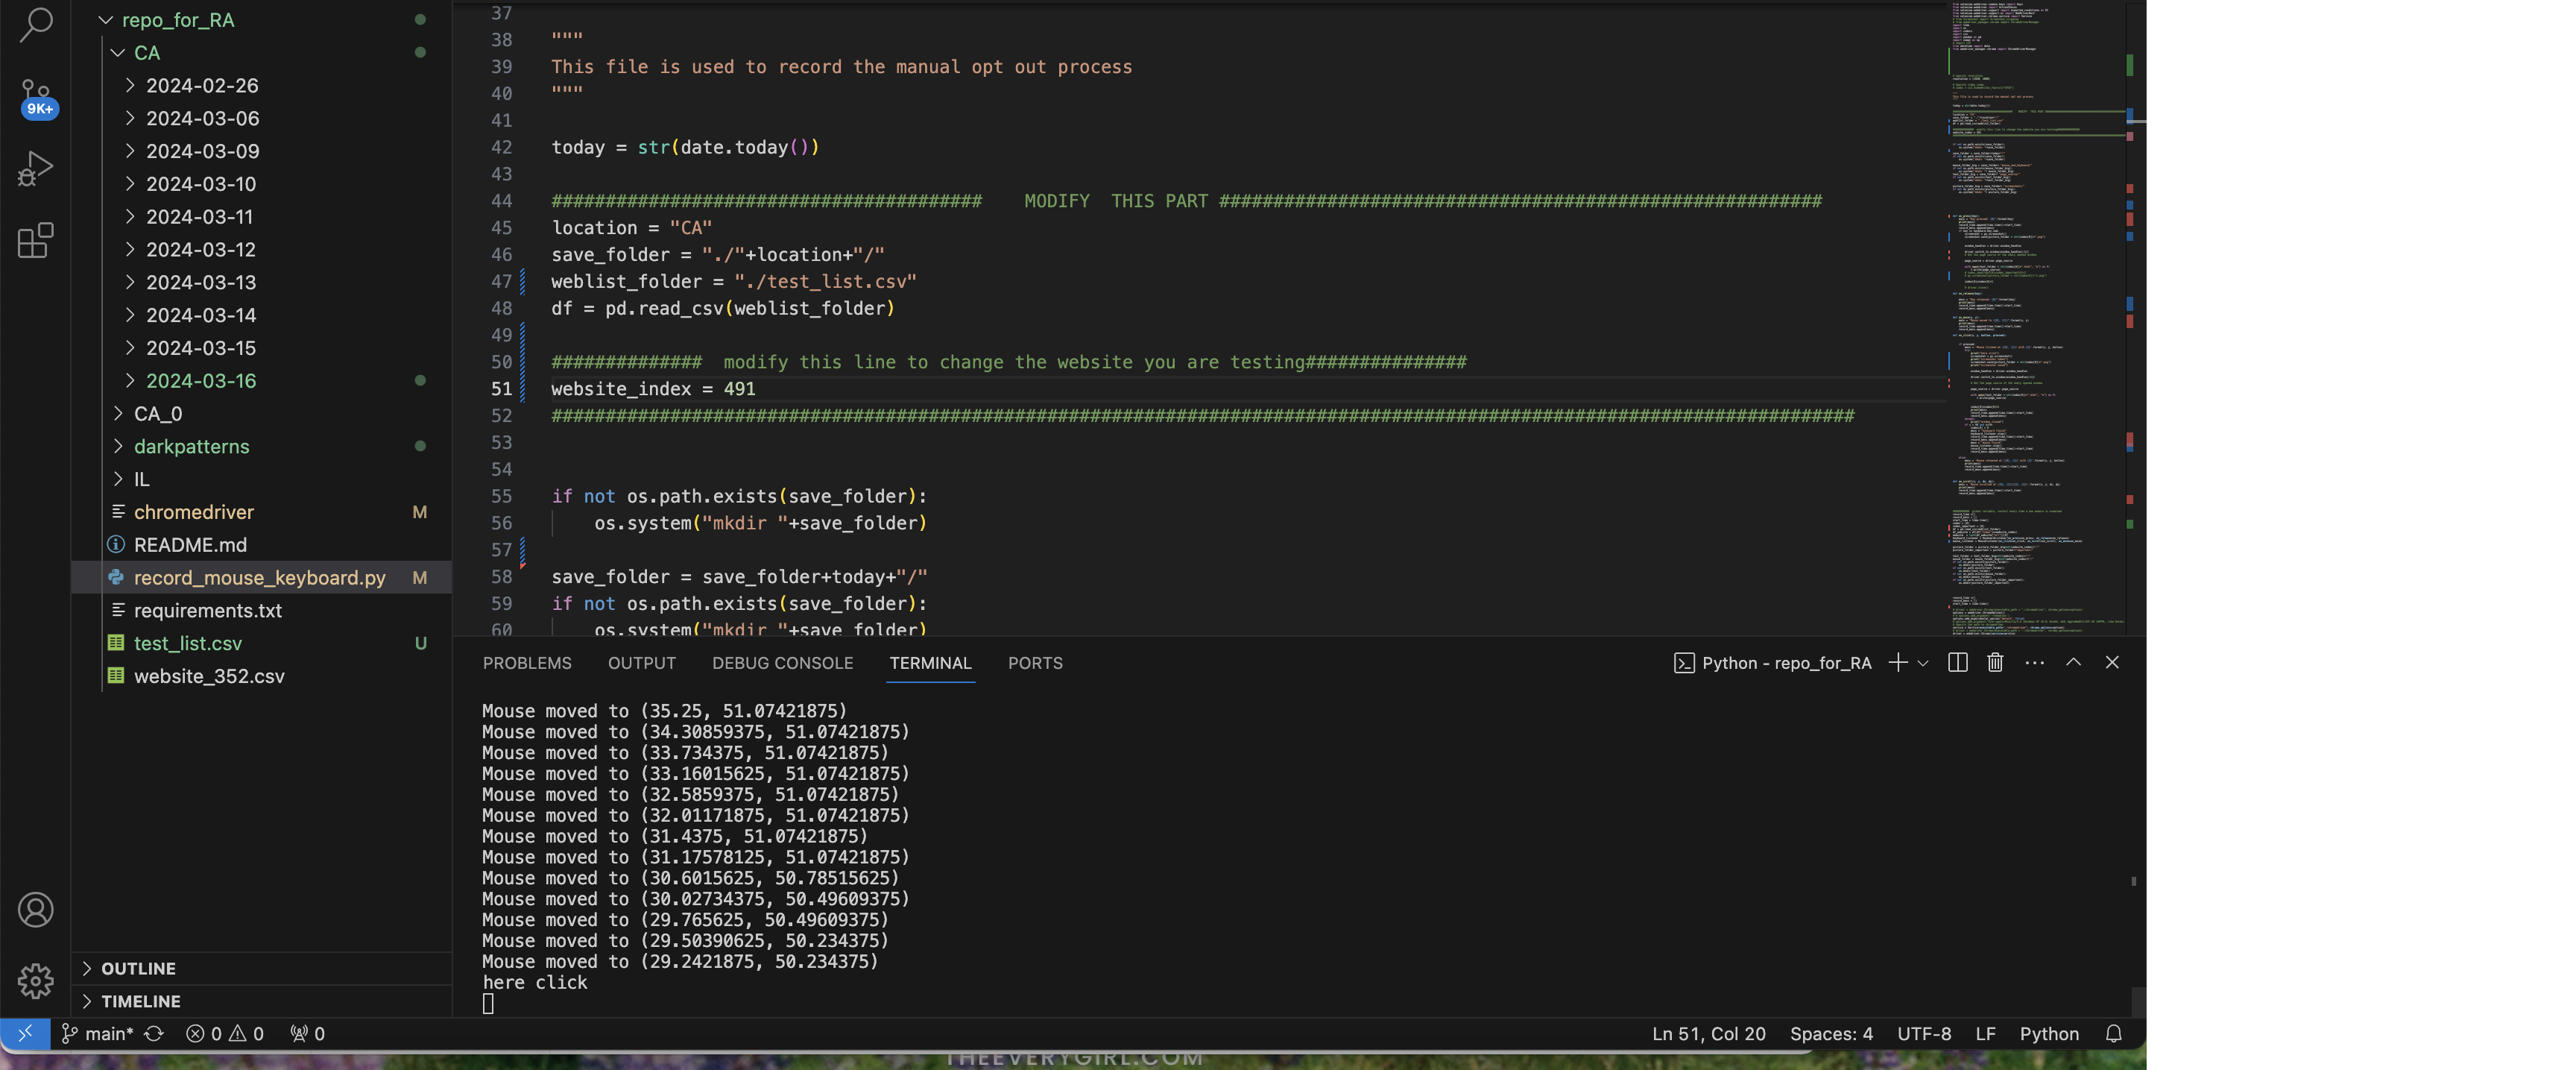 repo_for_RA
CA
2024-02-26
2024-03-06
2024-03-09
2024-03-10
2024-03-11
2024-03-12
2024-03-13
2024-03-14
2024-03-15
2024-03-16
CA_0
darkpatterns
IL
chromedriver M
README.md
record_mouse_keyboard.py M
requirements.txt
test_list.csv U
website_352.csv
OUTLINE
TIMELINE
9K+
37
38 """
39 This file is used to record the manual opt out process
40 """
41
42 today = str(date.today())
43
44 ######################################## MODIFY THIS PART ########################################################
45 location = "CA"
46 save_folder = "./"+location+"/"
47 weblist_folder = "./test_list.csv"
48 df = pd.read_csv(weblist_folder)
49
50 ############## modify this line to change the website you are testing###############
51 website_index = 491
52 #########################################################################################################################
53
54
55 if not os.path.exists(save_folder):
56 os.system("mkdir "+save_folder)
57
58 save_folder = save_folder+today+"/"
59 if not os.path.exists(save_folder):
60 os.system("mkdir "+save_folder)
PROBLEMS OUTPUT DEBUG CONSOLE TERMINAL PORTS
Python - repo_for_RA
Mouse moved to (35.25, 51.07421875)
Mouse moved to (34.30859375, 51.07421875)
Mouse moved to (33.734375, 51.07421875)
Mouse moved to (33.16015625, 51.07421875)
Mouse moved to (32.5859375, 51.07421875)
Mouse moved to (32.01171875, 51.07421875)
Mouse moved to (31.4375, 51.07421875)
Mouse moved to (31.17578125, 51.07421875)
Mouse moved to (30.6015625, 50.78515625)
Mouse moved to (30.02734375, 50.49609375)
Mouse moved to (29.765625, 50.49609375)
Mouse moved to (29.50390625, 50.234375)
Mouse moved to (29.2421875, 50.234375)
here click
main* 0 0 0
Ln 51, Col 20 Spaces: 4 UTF-8 LF Python
THEEVERYGIRL.COM